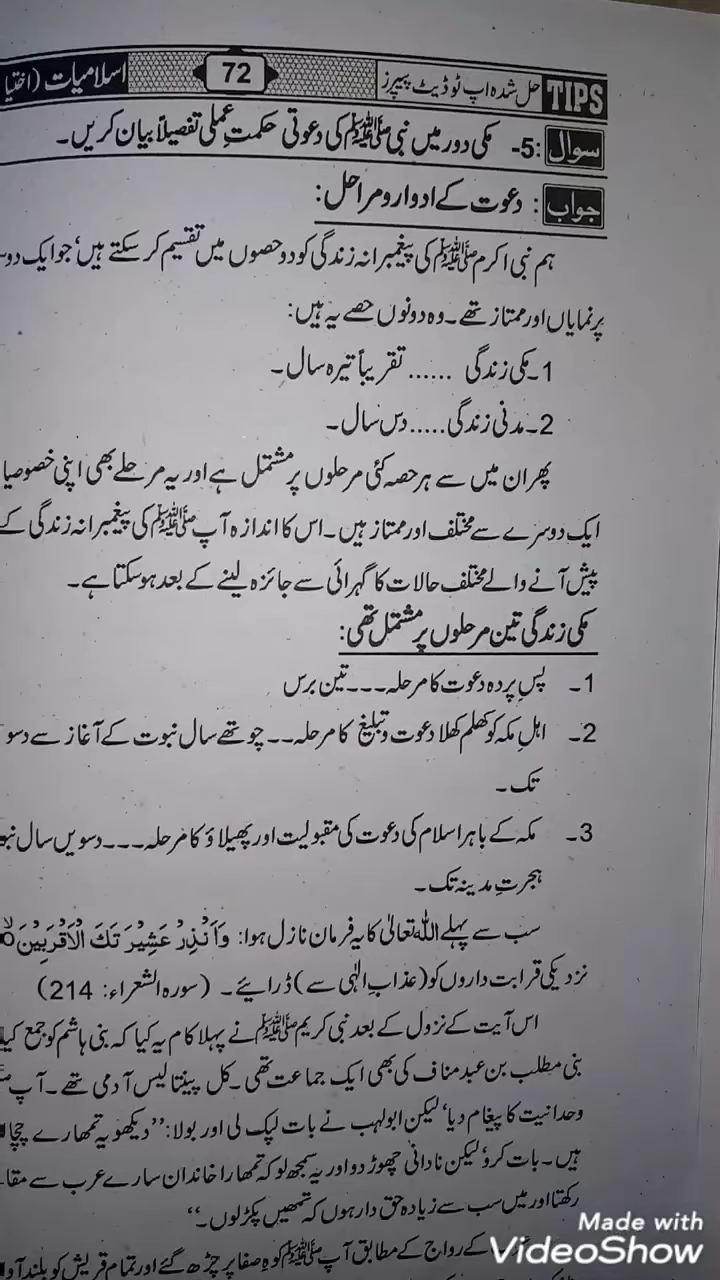 TIPS حل شدہ اپ ٹو ڈیٹ پیپرز 72 اسلامیات (اختیا
سوال :5- مکی دور میں نبی ﷺ کی دعوتی حکمتِ عملی تفصیلاً بیان کریں۔
جواب : دعوت کے ادوار و مراحل:
ہم نبی اکرم ﷺ کی پیغمبرانہ زندگی کو دو حصوں میں تقسیم کر سکتے ہیں، جو ایک دوسـ
پر نمایاں اور ممتاز تھے۔ وہ دونوں حصے یہ ہیں:
1۔ مکی زندگی ...... تقریباً تیرہ سال۔
2۔ مدنی زندگی ..... دس سال۔
پھر ان میں سے ہر حصہ کئی مرحلوں پر مشتمل ہے اور یہ مرحلے بھی اپنی خصوصیا
ایک دوسرے سے مختلف اور ممتاز ہیں۔ اس کا اندازہ آپ ﷺ کی پیغمبرانہ زندگی کے
پیش آنے والے مختلف حالات کا گہرائی سے جائزہ لینے کے بعد ہو سکتا ہے۔
مکی زندگی تین مرحلوں پر مشتمل تھی:
1۔ پسِ پردہ دعوت کا مرحلہ۔۔۔ تین برس
2۔ اہلِ مکہ کو کھلم کھلا دعوت و تبلیغ کا مرحلہ۔۔ چوتھے سال نبوت کے آغاز سے دسو
تک۔
3۔ مکہ کے باہر اسلام کی دعوت کی مقبولیت اور پھیلاؤ کا مرحلہ۔۔۔ دسویں سال نبو
ہجرتِ مدینہ تک۔
سب سے پہلے اللہ تعالیٰ کا یہ فرمان نازل ہوا: وَأَنْذِرْ عَشِيرَتَكَ الْأَقْرَبِينَ
نزدیکی قرابت داروں کو (عذابِ الٰہی سے) ڈرائیے۔ (سورہ الشعراء: 214)
اس آیت کے نزول کے بعد نبی کریم ﷺ نے پہلا کام یہ کیا کہ بنی ہاشم کو جمع کیا
بنی مطلب بن عبد مناف کی بھی ایک جماعت تھی۔ کل پینتالیس آدمی تھے۔ آپ
وحدانیت کا پیغام دیا، لیکن ابولہب نے بات لپک لی اور بولا: ’’دیکھو یہ تمھارے چچا
ہیں۔ بات کرو، لیکن نادانی چھوڑ دو اور یہ سمجھ لو کہ تمھارا خاندان سارے عرب سے مقا
رکھتا اور میں سب سے زیادہ حق دار ہوں کہ تمھیں پکڑ لوں۔‘‘
کے رواج کے مطابق آپ ﷺ کوہِ صفا پر چڑھ گئے اور تمام قریش کو بلند آو
Made with
VideoShow